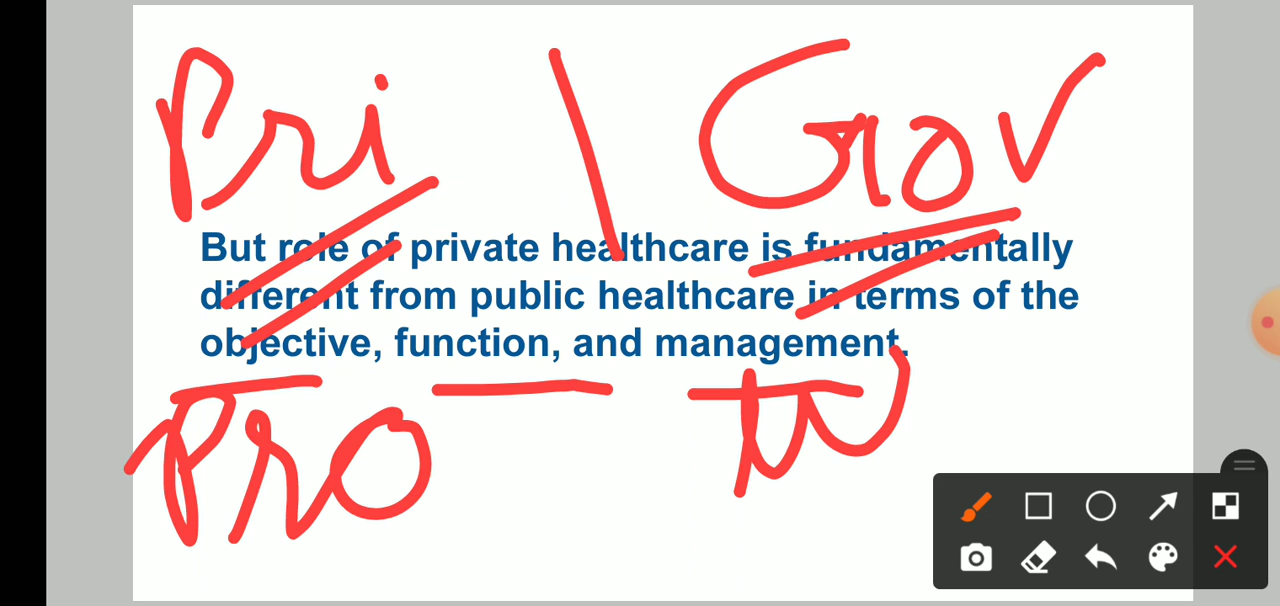 Pri Gov
But role of private healthcare is fundamentally
different from public healthcare in terms of the
objective, function, and management.
Pro